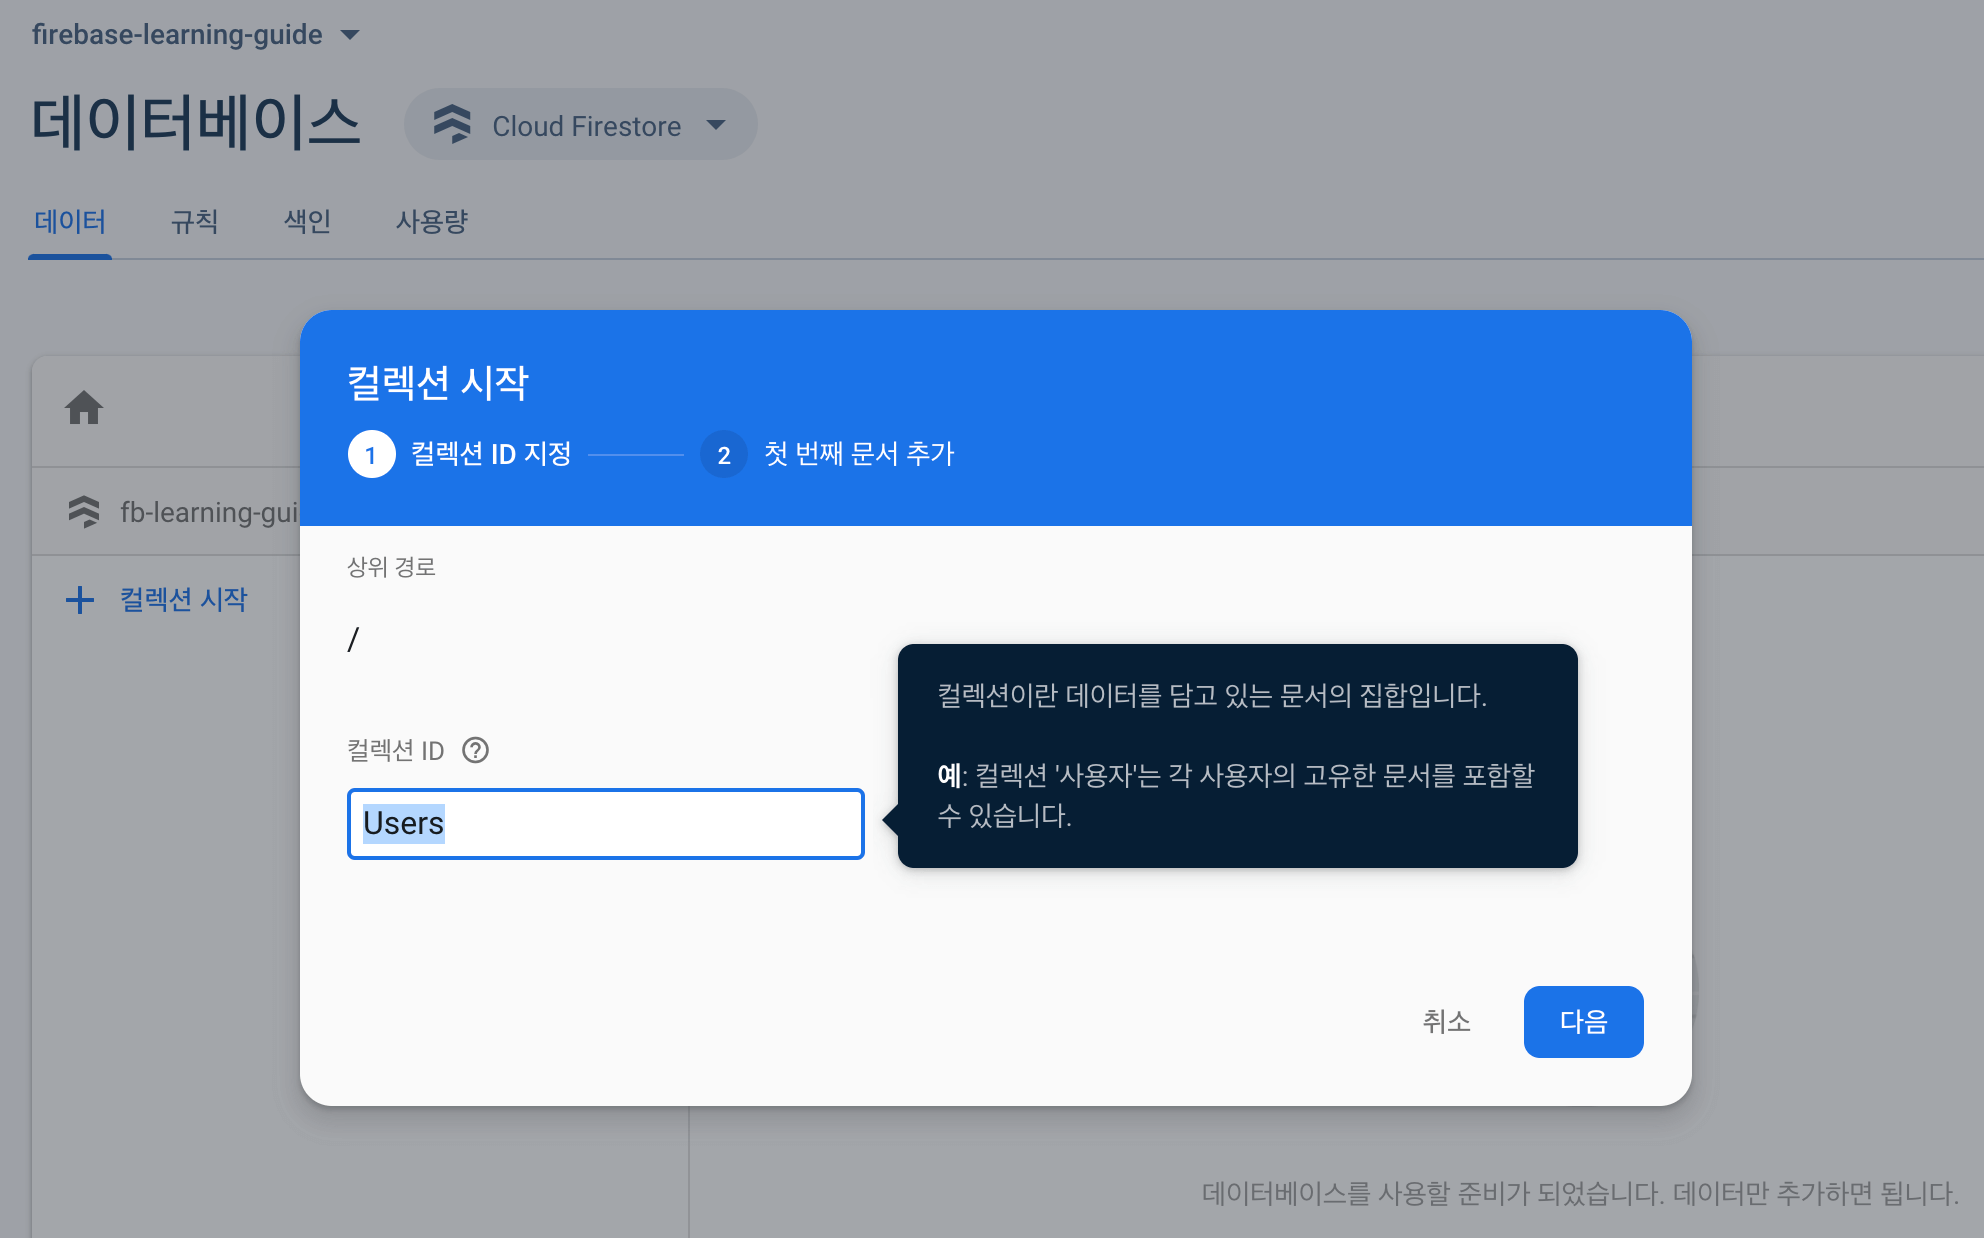 firebase-learning-guide
데이터베이스
Cloud Firestore
데이터 규칙 색인 사용량
컬렉션 시작
1 컬렉션 ID 지정 2 첫 번째 문서 추가
fb-learning-gui
컬렉션 시작
상위 경로
/
컬렉션 ID ?
Users
컬렉션이란 데이터를 담고 있는 문서의 집합입니다.
예: 컬렉션 '사용자'는 각 사용자의 고유한 문서를 포함할
수 있습니다.
취소 다음
데이터베이스를 사용할 준비가 되었습니다. 데이터만 추가하면 됩니다.